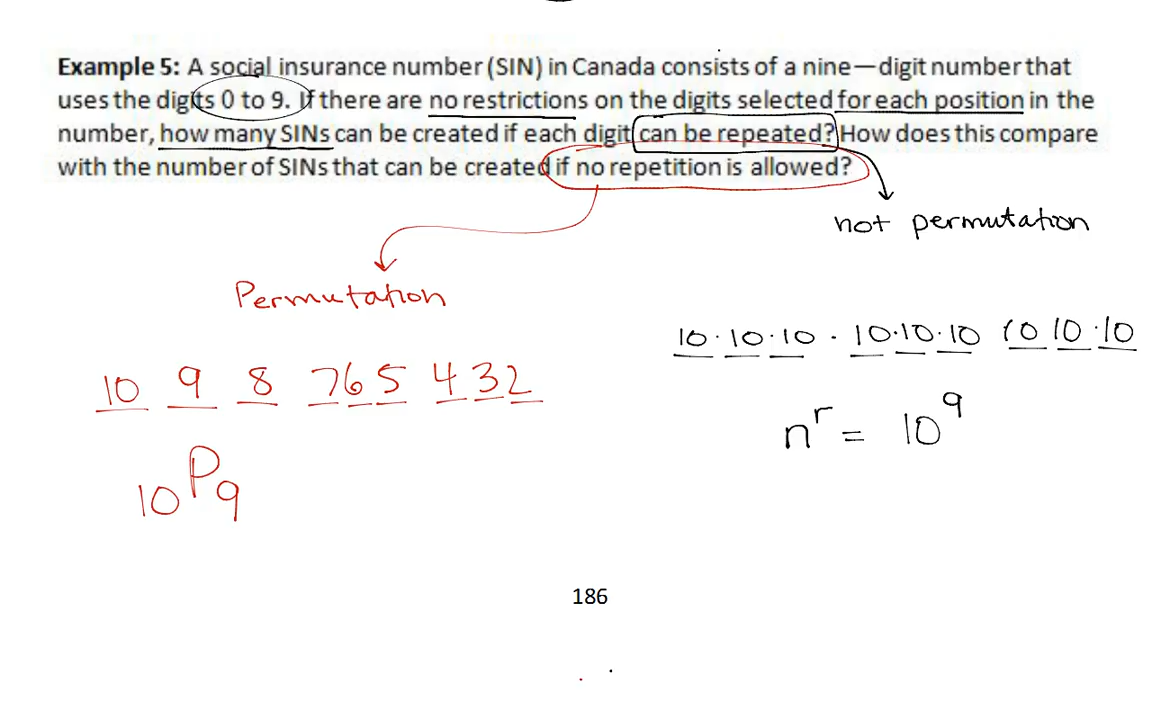 Example 5: A social insurance number (SIN) in Canada consists of a nine—digit number that
uses the digits 0 to 9. If there are no restrictions on the digits selected for each position in the
number, how many SINs can be created if each digit can be repeated? How does this compare
with the number of SINs that can be created if no repetition is allowed?
not permutation
Permutation
10 · 10 · 10 · 10 · 10 · 10 10 10 · 10
10 9 8 7 6 5 4 3 2
nʳ = 10⁹
₁₀P₉
186